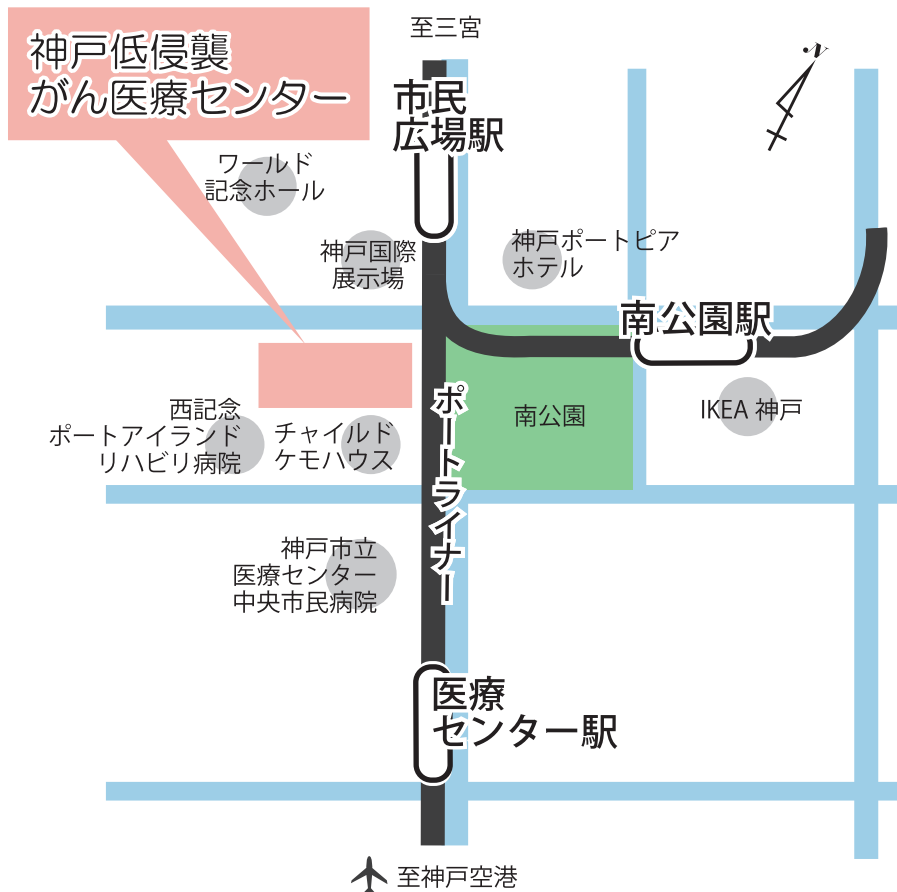 至三宮
神戸低侵襲
がん医療センター
N
市民
広場駅
ワールド
記念ホール
神戸国際
展示場
神戸ポートピア
ホテル
南公園駅
西記念
ポートアイランド
リハビリ病院
チャイルド
ケモハウス
ポートライナー
南公園
IKEA 神戸
神戸市立
医療センター
中央市民病院
医療
センター駅
至神戸空港